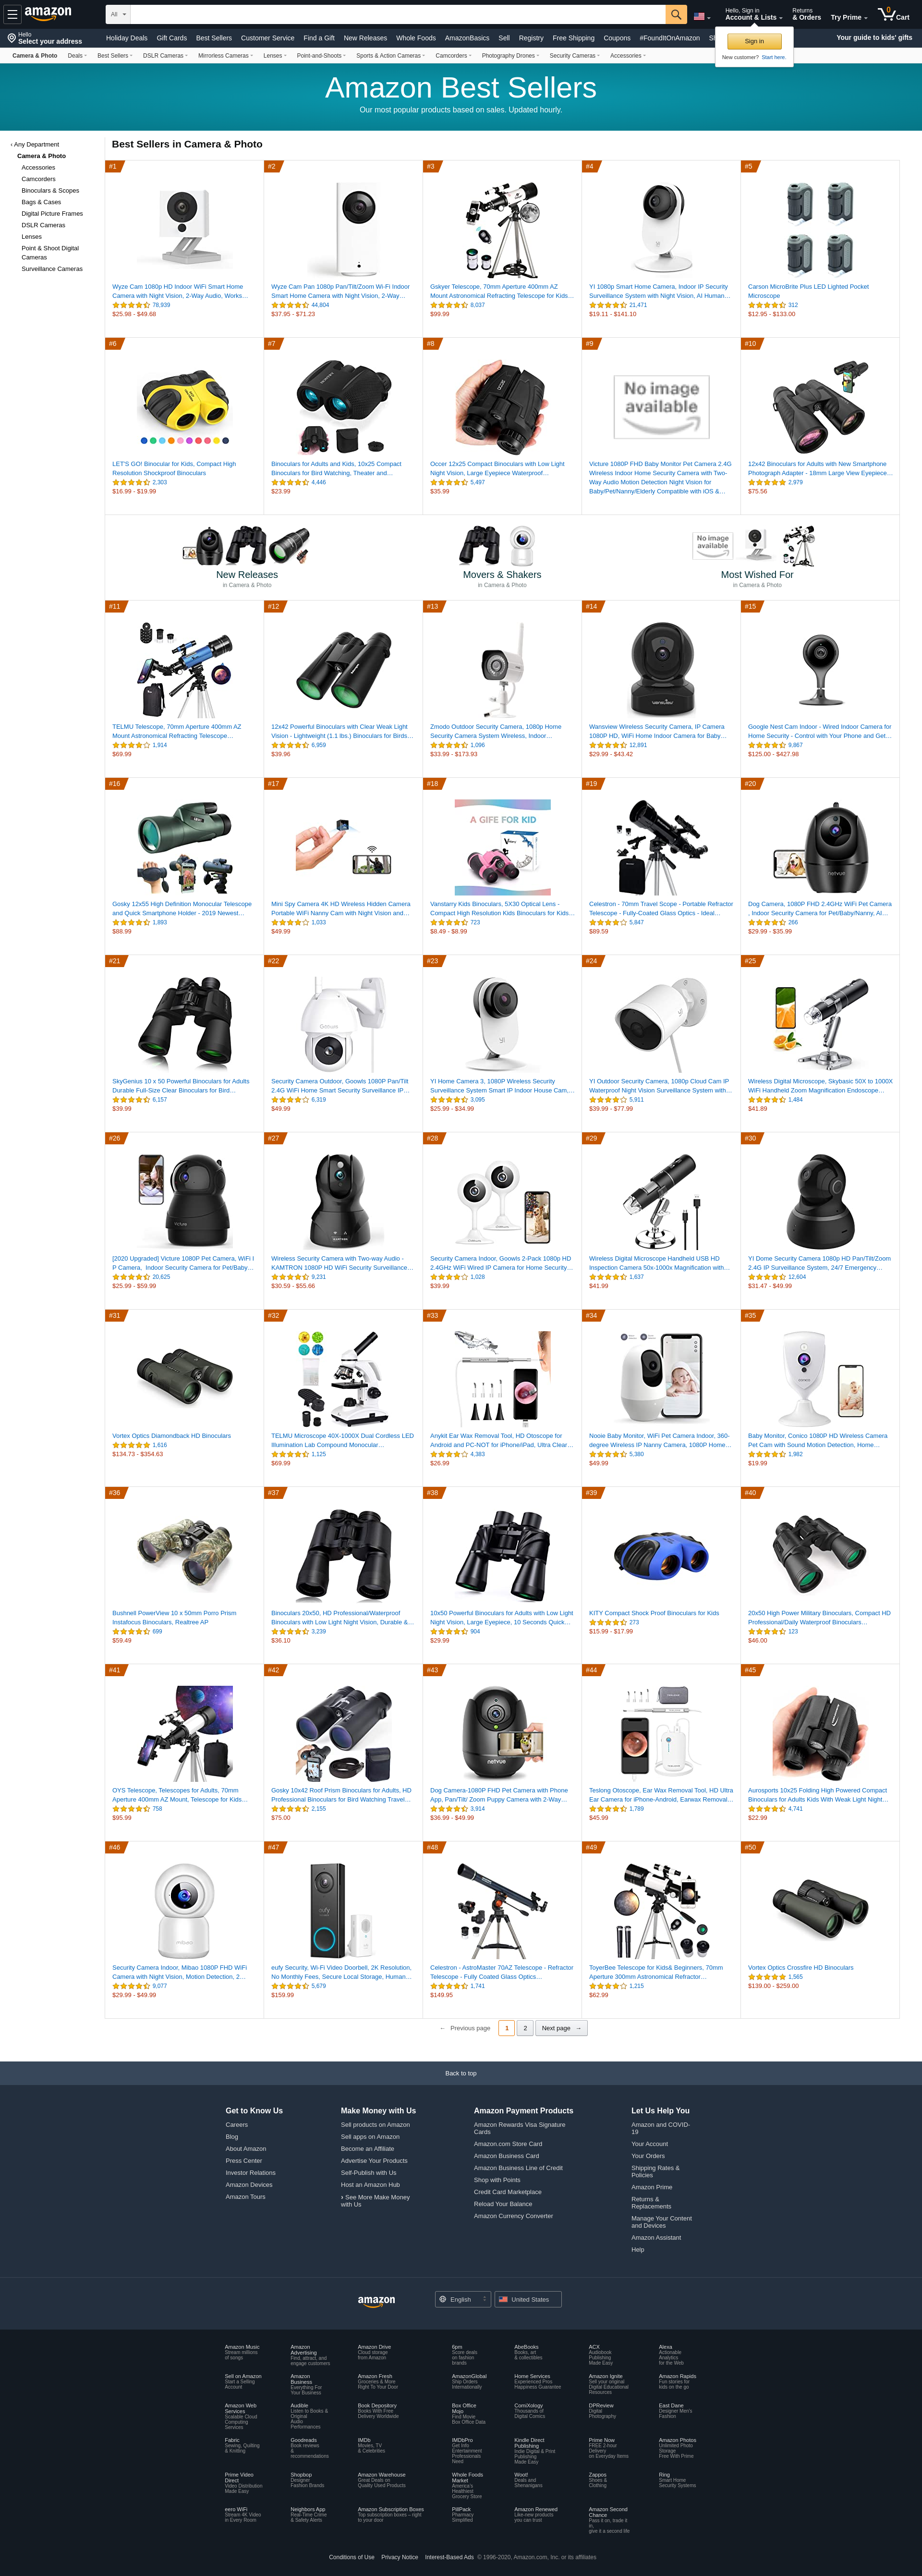 amazon
All
Hello, Sign in
Account & Lists
Returns
& Orders
Try Prime
0
Cart
Hello
Select your address
Holiday Deals Gift Cards Best Sellers Customer Service Find a Gift New Releases Whole Foods AmazonBasics Sell Registry Free Shipping Coupons #FoundItOnAmazon
Your guide to kids' gifts
Sign in
New customer? Start here.
Camera & Photo Deals Best Sellers DSLR Cameras Mirrorless Cameras Lenses Point-and-Shoots Sports & Action Cameras Camcorders Photography Drones Security Cameras Accessories
Amazon Best Sellers
Our most popular products based on sales. Updated hourly.
‹ Any Department
Camera & Photo
Accessories
Camcorders
Binoculars & Scopes
Bags & Cases
Digital Picture Frames
DSLR Cameras
Lenses
Point & Shoot Digital
Cameras
Surveillance Cameras
Best Sellers in Camera & Photo
#1
Wyze Cam 1080p HD Indoor WiFi Smart Home
Camera with Night Vision, 2-Way Audio, Works…
78,939
$25.98 - $49.68
#2
Wyze Cam Pan 1080p Pan/Tilt/Zoom Wi-Fi Indoor
Smart Home Camera with Night Vision, 2-Way…
44,804
$37.95 - $71.23
#3
Gskyer Telescope, 70mm Aperture 400mm AZ
Mount Astronomical Refracting Telescope for Kids…
8,037
$99.99
#4
YI 1080p Smart Home Camera, Indoor IP Security
Surveillance System with Night Vision, AI Human…
21,471
$19.11 - $141.10
#5
Carson MicroBrite Plus LED Lighted Pocket
Microscope
312
$12.95 - $133.00
#6
LET'S GO! Binocular for Kids, Compact High
Resolution Shockproof Binoculars
2,303
$16.99 - $19.99
#7
Binoculars for Adults and Kids, 10x25 Compact
Binoculars for Bird Watching, Theater and…
4,446
$23.99
#8
Occer 12x25 Compact Binoculars with Low Light
Night Vision, Large Eyepiece Waterproof…
5,497
$35.99
#9
No image
available
Victure 1080P FHD Baby Monitor Pet Camera 2.4G
Wireless Indoor Home Security Camera with Two-
Way Audio Motion Detection Night Vision for
Baby/Pet/Nanny/Elderly Compatible with iOS &…
#10
12x42 Binoculars for Adults with New Smartphone
Photograph Adapter - 18mm Large View Eyepiece…
2,979
$75.56
New Releases
in Camera & Photo
Movers & Shakers
in Camera & Photo
No image
available
Most Wished For
in Camera & Photo
#11
TELMU Telescope, 70mm Aperture 400mm AZ
Mount Astronomical Refracting Telescope…
1,914
$69.99
#12
12x42 Powerful Binoculars with Clear Weak Light
Vision - Lightweight (1.1 lbs.) Binoculars for Birds…
6,959
$39.96
#13
Zmodo Outdoor Security Camera, 1080p Home
Security Camera System Wireless, Indoor…
1,096
$33.99 - $173.93
#14
Wansview Wireless Security Camera, IP Camera
1080P HD, WiFi Home Indoor Camera for Baby…
12,891
$29.99 - $43.42
#15
Google Nest Cam Indoor - Wired Indoor Camera for
Home Security - Control with Your Phone and Get…
9,867
$125.00 - $427.98
#16
Gosky 12x55 High Definition Monocular Telescope
and Quick Smartphone Holder - 2019 Newest…
1,893
$88.99
#17
Mini Spy Camera 4K HD Wireless Hidden Camera
Portable WiFi Nanny Cam with Night Vision and…
1,033
$49.99
#18
A GIFE FOR KID
Vanstarry Kids Binoculars, 5X30 Optical Lens -
Compact High Resolution Kids Binoculars for Kids…
723
$8.49 - $8.99
#19
Celestron - 70mm Travel Scope - Portable Refractor
Telescope - Fully-Coated Glass Optics - Ideal…
5,847
$89.59
#20
netvue
Dog Camera, 1080P FHD 2.4GHz WiFi Pet Camera
, Indoor Security Camera for Pet/Baby/Nanny, AI…
266
$29.99 - $35.99
#21
SkyGenius 10 x 50 Powerful Binoculars for Adults
Durable Full-Size Clear Binoculars for Bird…
6,157
$39.99
#22
Security Camera Outdoor, Goowls 1080P Pan/Tilt
2.4G WiFi Home Smart Security Surveillance IP…
6,319
$49.99
#23
YI Home Camera 3, 1080P Wireless Security
Surveillance System Smart IP Indoor House Cam,…
3,095
$25.99 - $34.99
#24
YI Outdoor Security Camera, 1080p Cloud Cam IP
Waterproof Night Vision Surveillance System with…
5,911
$39.99 - $77.99
#25
Wireless Digital Microscope, Skybasic 50X to 1000X
WiFi Handheld Zoom Magnification Endoscope…
1,484
$41.89
#26
[2020 Upgraded] Victure 1080P Pet Camera, WiFi I
P Camera, Indoor Security Camera for Pet/Baby…
20,625
$25.99 - $59.99
#27
Wireless Security Camera with Two-way Audio -
KAMTRON 1080P HD WiFi Security Surveillance…
9,231
$30.59 - $55.66
#28
Security Camera Indoor, Goowls 2-Pack 1080p HD
2.4GHz WiFi Wired IP Camera for Home Security…
1,028
$39.99
#29
Wireless Digital Microscope Handheld USB HD
Inspection Camera 50x-1000x Magnification with…
1,637
$41.99
#30
YI Dome Security Camera 1080p HD Pan/Tilt/Zoom
2.4G IP Surveillance System, 24/7 Emergency…
12,604
$31.47 - $49.99
#31
Vortex Optics Diamondback HD Binoculars
1,616
$134.73 - $354.63
#32
TELMU Microscope 40X-1000X Dual Cordless LED
Illumination Lab Compound Monocular…
1,125
$69.99
#33
Anykit Ear Wax Removal Tool, HD Otoscope for
Android and PC-NOT for iPhone/iPad, Ultra Clear…
4,383
$26.99
#34
Nooie Baby Monitor, WiFi Pet Camera Indoor, 360-
degree Wireless IP Nanny Camera, 1080P Home…
5,380
$49.99
#35
Baby Monitor, Conico 1080P HD Wireless Camera
Pet Cam with Sound Motion Detection, Home…
1,982
$19.99
#36
Bushnell PowerView 10 x 50mm Porro Prism
Instafocus Binoculars, Realtree AP
699
$59.49
#37
Binoculars 20x50, HD Professional/Waterproof
Binoculars with Low Light Night Vision, Durable &…
3,239
$36.10
#38
10x50 Powerful Binoculars for Adults with Low Light
Night Vision, Large Eyepiece, 10 Seconds Quick…
904
$29.99
#39
KITY Compact Shock Proof Binoculars for Kids
273
$15.99 - $17.99
#40
20x50 High Power Military Binoculars, Compact HD
Professional/Daily Waterproof Binoculars…
123
$46.00
#41
OYS Telescope, Telescopes for Adults, 70mm
Aperture 400mm AZ Mount, Telescope for Kids…
758
$95.99
#42
Gosky 10x42 Roof Prism Binoculars for Adults, HD
Professional Binoculars for Bird Watching Travel…
2,155
$75.00
#43
netvue
Dog Camera-1080P FHD Pet Camera with Phone
App, Pan/Tilt/ Zoom Puppy Camera with 2-Way…
3,914
$36.99 - $49.99
#44
Teslong Otoscope, Ear Wax Removal Tool, HD Ultra
Ear Camera for iPhone-Android, Earwax Removal…
1,789
$45.99
#45
Aurosports 10x25 Folding High Powered Compact
Binoculars for Adults Kids With Weak Light Night…
4,741
$22.99
#46
Security Camera Indoor, Mibao 1080P FHD WiFi
Camera with Night Vision, Motion Detection, 2…
9,077
$29.99 - $49.99
#47
eufy
eufy Security, Wi-Fi Video Doorbell, 2K Resolution,
No Monthly Fees, Secure Local Storage, Human…
5,679
$159.99
#48
Celestron - AstroMaster 70AZ Telescope - Refractor
Telescope - Fully Coated Glass Optics…
1,741
$149.95
#49
ToyerBee Telescope for Kids& Beginners, 70mm
Aperture 300mm Astronomical Refractor…
1,215
$62.99
#50
Vortex Optics Crossfire HD Binoculars
1,565
$139.00 - $259.00
← Previous page 1 2 Next page →
Back to top
Get to Know Us
Careers
Blog
About Amazon
Press Center
Investor Relations
Amazon Devices
Amazon Tours
Make Money with Us
Sell products on Amazon
Sell apps on Amazon
Become an Affiliate
Advertise Your Products
Self-Publish with Us
Host an Amazon Hub
› See More Make Money
with Us
Amazon Payment Products
Amazon Rewards Visa Signature
Cards
Amazon.com Store Card
Amazon Business Card
Amazon Business Line of Credit
Shop with Points
Credit Card Marketplace
Reload Your Balance
Amazon Currency Converter
Let Us Help You
Amazon and COVID-
19
Your Account
Your Orders
Shipping Rates &
Policies
Amazon Prime
Returns &
Replacements
Manage Your Content
and Devices
Amazon Assistant
Help
amazon
English
United States
Amazon Music
Stream millions
of songs
Amazon
Advertising
Find, attract, and
engage customers
Amazon Drive
Cloud storage
from Amazon
6pm
Score deals
on fashion
brands
AbeBooks
Books, art
& collectibles
ACX
Audiobook
Publishing
Made Easy
Alexa
Actionable
Analytics
for the Web
Sell on Amazon
Start a Selling
Account
Amazon
Business
Everything For
Your Business
Amazon Fresh
Groceries & More
Right To Your Door
AmazonGlobal
Ship Orders
Internationally
Home Services
Experienced Pros
Happiness Guarantee
Amazon Ignite
Sell your original
Digital Educational
Resources
Amazon Rapids
Fun stories for
kids on the go
Amazon Web
Services
Scalable Cloud
Computing
Services
Audible
Listen to Books &
Original
Audio
Performances
Book Depository
Books With Free
Delivery Worldwide
Box Office
Mojo
Find Movie
Box Office Data
ComiXology
Thousands of
Digital Comics
DPReview
Digital
Photography
East Dane
Designer Men's
Fashion
Fabric
Sewing, Quilting
& Knitting
Goodreads
Book reviews
&
recommendations
IMDb
Movies, TV
& Celebrities
IMDbPro
Get Info
Entertainment
Professionals
Need
Kindle Direct
Publishing
Indie Digital & Print
Publishing
Made Easy
Prime Now
FREE 2-hour
Delivery
on Everyday Items
Amazon Photos
Unlimited Photo
Storage
Free With Prime
Prime Video
Direct
Video Distribution
Made Easy
Shopbop
Designer
Fashion Brands
Amazon Warehouse
Great Deals on
Quality Used Products
Whole Foods
Market
America's
Healthiest
Grocery Store
Woot!
Deals and
Shenanigans
Zappos
Shoes &
Clothing
Ring
Smart Home
Security Systems
eero WiFi
Stream 4K Video
in Every Room
Neighbors App
Real-Time Crime
& Safety Alerts
Amazon Subscription Boxes
Top subscription boxes – right
to your door
PillPack
Pharmacy
Simplified
Amazon Renewed
Like-new products
you can trust
Amazon Second
Chance
Pass it on, trade it
in,
give it a second life
Conditions of Use Privacy Notice Interest-Based Ads © 1996-2020, Amazon.com, Inc. or its affiliates